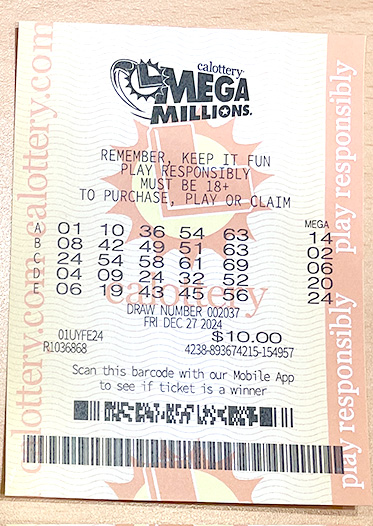 calottery
MEGA
MILLIONS.
REMEMBER, KEEP IT FUN
PLAY RESPONSIBLY
MUST BE 18+
TO PURCHASE, PLAY OR CLAIM
MEGA
A 01 10 36 54 63 14
B 08 42 49 51 63 02
C 24 54 58 61 69 06
D 04 09 24 32 52 20
E 06 19 43 45 56 24
calottery
DRAW NUMBER 002037
FRI DEC 27 2024
01UYFE24 $10.00
R1036868 4238-893674215-154957
Scan this barcode with our Mobile App
to see if ticket is a winner
calottery.com calottery.com
play responsibly play responsibly